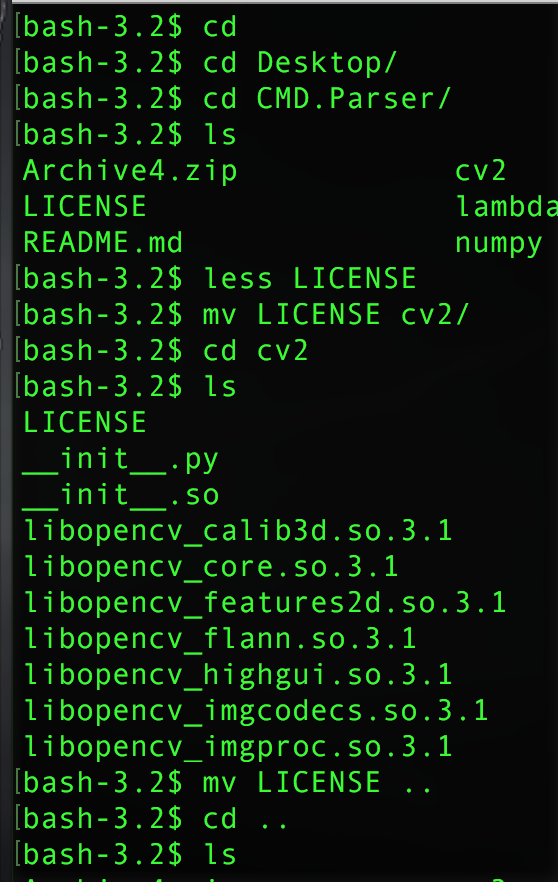 [bash-3.2$ cd
[bash-3.2$ cd Desktop/
[bash-3.2$ cd CMD.Parser/
[bash-3.2$ ls
Archive4.zip cv2
LICENSE lambda
README.md numpy
[bash-3.2$ less LICENSE
[bash-3.2$ mv LICENSE cv2/
[bash-3.2$ cd cv2
[bash-3.2$ ls
LICENSE
__init__.py
__init__.so
libopencv_calib3d.so.3.1
libopencv_core.so.3.1
libopencv_features2d.so.3.1
libopencv_flann.so.3.1
libopencv_highgui.so.3.1
libopencv_imgcodecs.so.3.1
libopencv_imgproc.so.3.1
[bash-3.2$ mv LICENSE ..
[bash-3.2$ cd ..
[bash-3.2$ ls